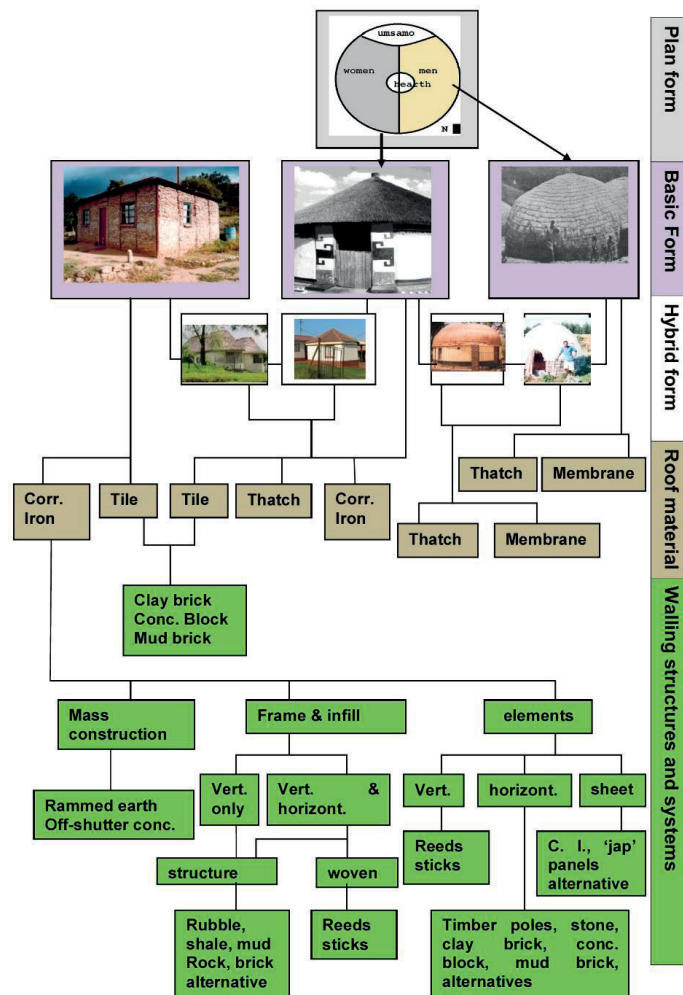 umsamo
women
men
hearth
N
Plan form
Basic Form
Hybrid form
Roof material
Walling structures and systems
Thatch
Membrane
Corr.
Iron
Tile
Tile
Thatch
Corr.
Iron
Thatch
Membrane
Clay brick
Conc. Block
Mud brick
Mass
construction
Frame & infill
elements
Rammed earth
Off-shutter conc.
Vert.
only
Vert. &
horizont.
Vert.
horizont.
sheet
structure
woven
Reeds
sticks
C. I., ‘jap’
panels
alternative
Rubble,
shale, mud
Rock, brick
alternative
Reeds
sticks
Timber poles, stone,
clay brick, conc.
block, mud brick,
alternatives